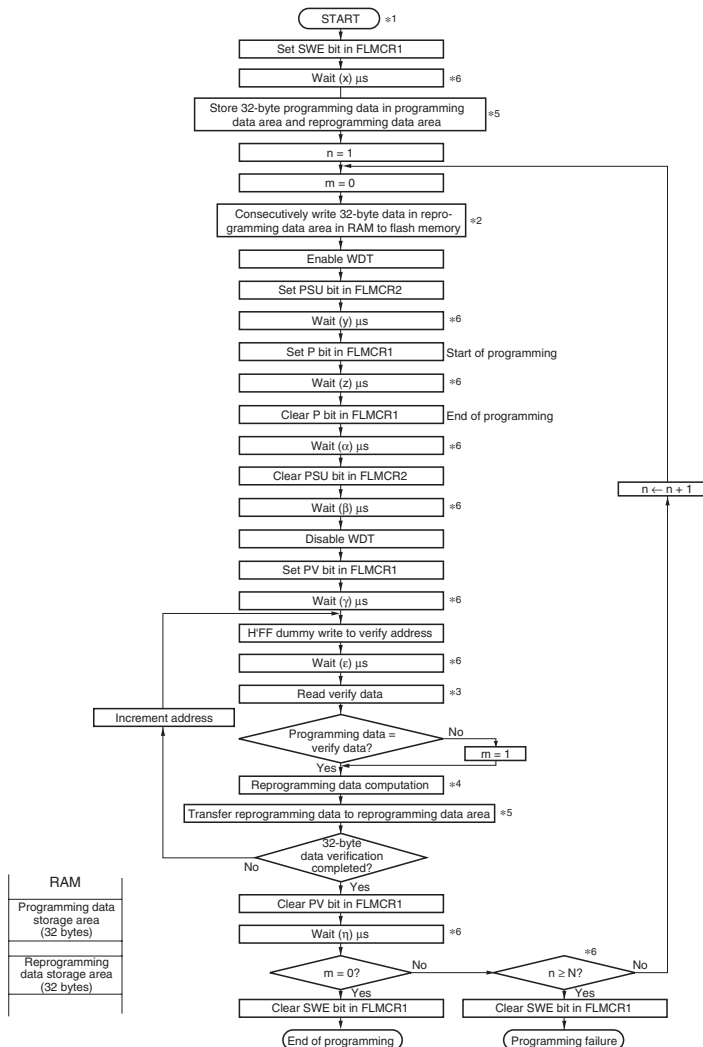 START *1
Set SWE bit in FLMCR1
Wait (x) μs *6
Store 32-byte programming data in programming
data area and reprogramming data area *5
n = 1
m = 0
Consecutively write 32-byte data in repro-
gramming data area in RAM to flash memory *2
Enable WDT
Set PSU bit in FLMCR2
Wait (y) μs *6
Set P bit in FLMCR1 Start of programming
Wait (z) μs *6
Clear P bit in FLMCR1 End of programming
Wait (α) μs *6
Clear PSU bit in FLMCR2
n ← n + 1
Wait (β) μs *6
Disable WDT
Set PV bit in FLMCR1
Wait (γ) μs *6
H'FF dummy write to verify address
Wait (ε) μs *6
Read verify data *3
Increment address
Programming data =
verify data?
No
m = 1
Yes
Reprogramming data computation *4
Transfer reprogramming data to reprogramming data area *5
32-byte
data verification
completed?
No
Yes
Clear PV bit in FLMCR1
Wait (η) μs *6
m = 0?
No
*6
n ≥ N?
No
Yes
Yes
Clear SWE bit in FLMCR1
Clear SWE bit in FLMCR1
End of programming
Programming failure
RAM
Programming data
storage area
(32 bytes)
Reprogramming
data storage area
(32 bytes)